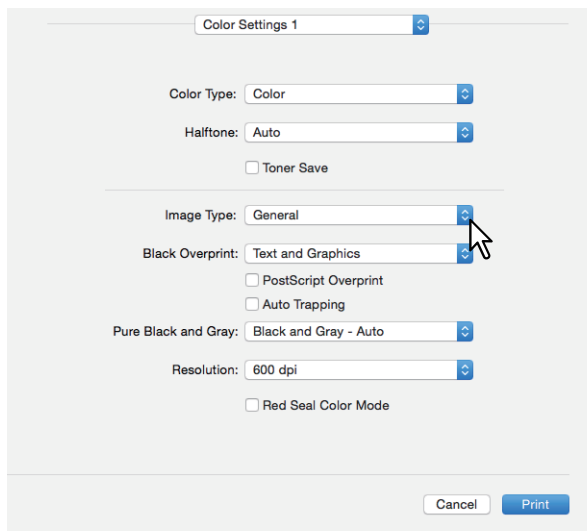 Color Settings 1
Color Type: Color
Halftone: Auto
Toner Save
Image Type: General
Black Overprint: Text and Graphics
PostScript Overprint
Auto Trapping
Pure Black and Gray: Black and Gray - Auto
Resolution: 600 dpi
Red Seal Color Mode
Cancel Print